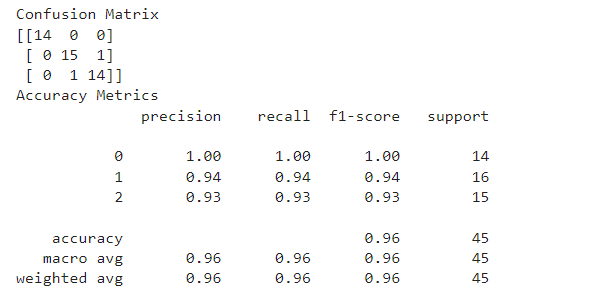 Confusion Matrix
[[14  0  0]
 [ 0 15  1]
 [ 0  1 14]]
Accuracy Metrics
              precision    recall  f1-score   support

           0       1.00      1.00      1.00        14
           1       0.94      0.94      0.94        16
           2       0.93      0.93      0.93        15

    accuracy                           0.96        45
   macro avg       0.96      0.96      0.96        45
weighted avg       0.96      0.96      0.96        45